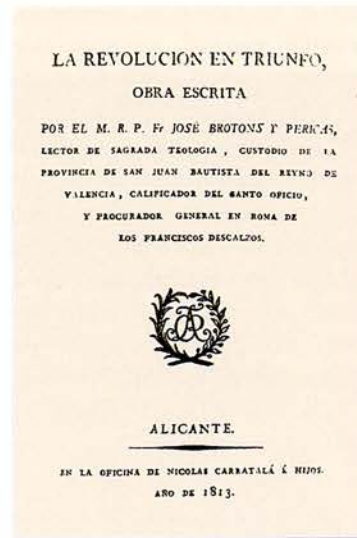 LA REVOLUCION EN TRIUNFO,
OBRA ESCRITA
POR EL M. R. P. Fr JOSÉ BROTONS Y PERICAS,
LECTOR DE SAGRADA TEOLOGIA, CUSTODIO DE LA
PROVINCIA DE SAN JUAN BAUTISTA DEL REYNO DE
VALENCIA, CALIFICADOR DEL SANTO OFICIO,
Y PROCURADOR GENERAL EN ROMA DE
LOS FRANCISCOS DESCALZOS.
ALICANTE.
EN LA OFICINA DE NICOLAS CARRATALÁ É HIJOS.
AÑO DE 1813.